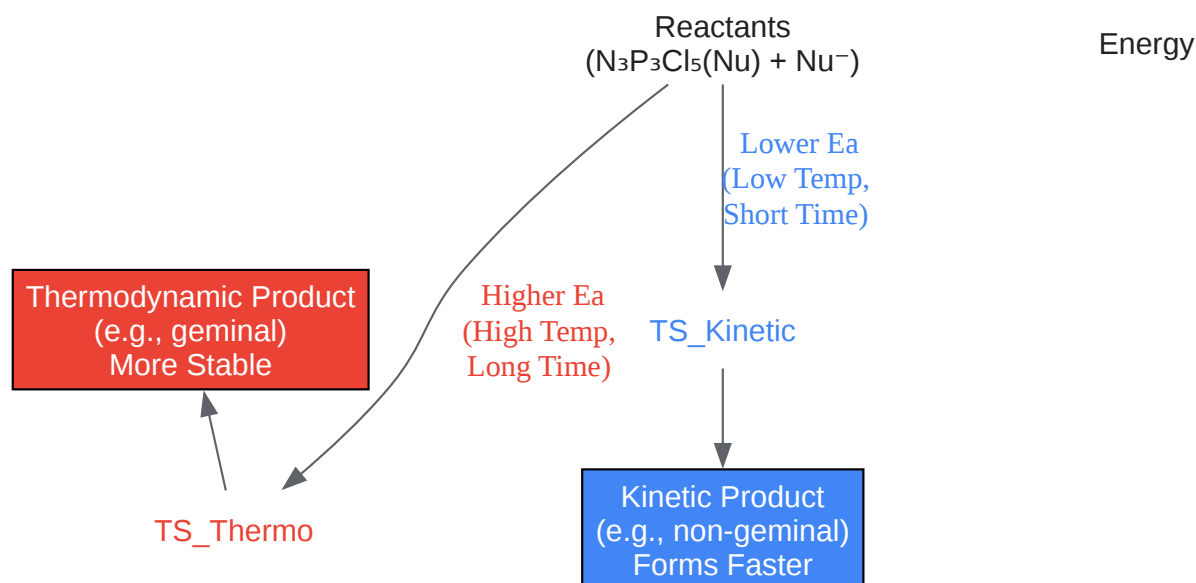 Reactants
(N₃P₃Cl₅(Nu) + Nu⁻)
Energy
Lower Ea
(Low Temp,
Short Time)
Thermodynamic Product
(e.g., geminal)
More Stable
Higher Ea
(High Temp,
Long Time)
TS_Kinetic
TS_Thermo
Kinetic Product
(e.g., non-geminal)
Forms Faster